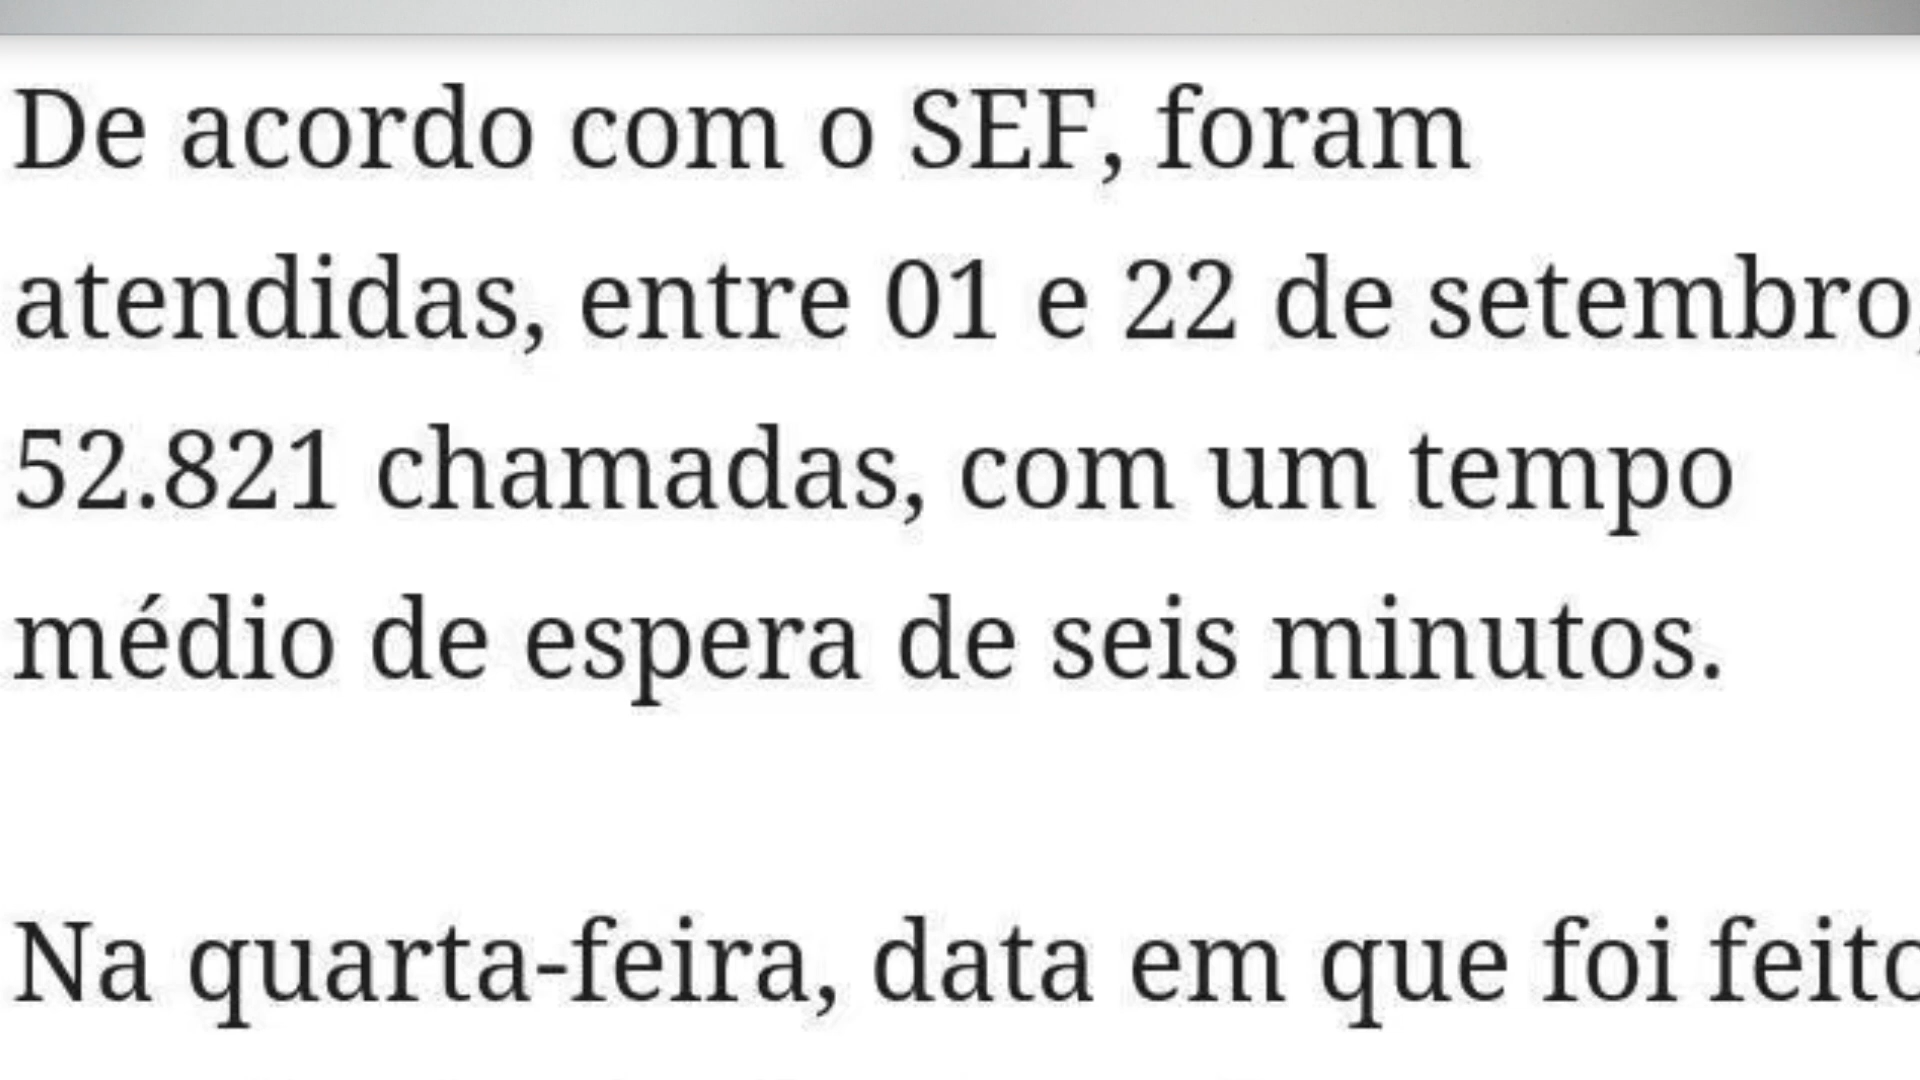 De acordo com o SEF, foram
atendidas, entre 01 e 22 de setembro,
52.821 chamadas, com um tempo
médio de espera de seis minutos.
Na quarta-feira, data em que foi feito